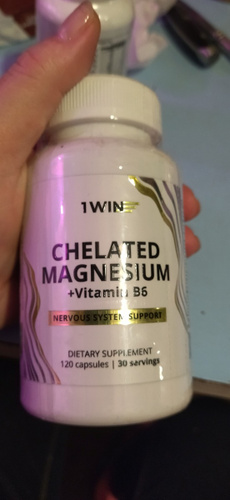 1WIN
CHELATED
MAGNESIUM
+Vitamin B6
NERVOUS SYSTEM SUPPORT
DIETARY SUPPLEMENT
120 capsules | 30 servings